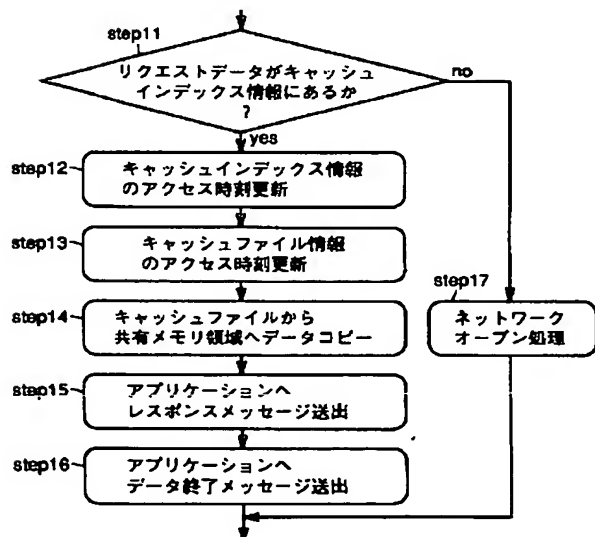 step11
リクエストデータがキャッシュ
インデックス情報にあるか
?
no
yes
step12
キャッシュインデックス情報
のアクセス時刻更新
step13
キャッシュファイル情報
のアクセス時刻更新
step14
キャッシュファイルから
共有メモリ領域へデータコピー
step17
ネットワーク
オープン処理
step15
アプリケーションへ
レスポンスメッセージ送出
step16
アプリケーションへ
データ終了メッセージ送出